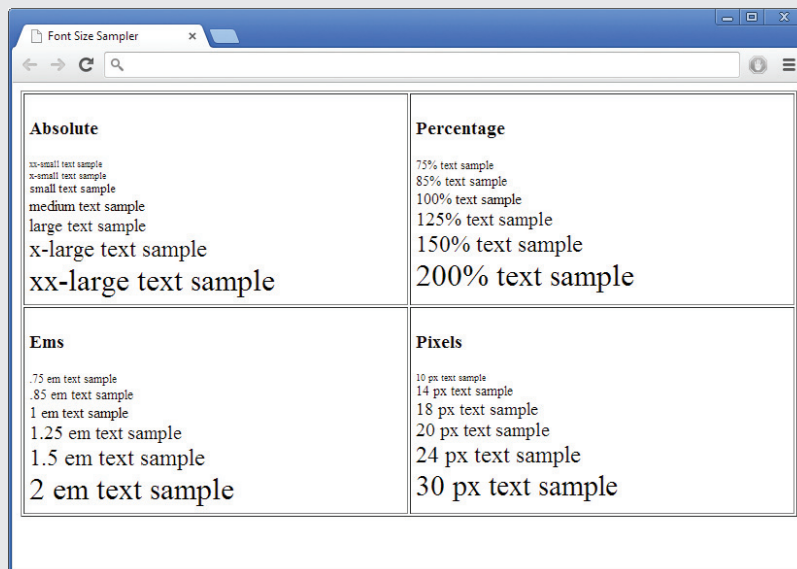 Font Size Sampler
Absolute
xx-small text sample
x-small text sample
small text sample
medium text sample
large text sample
x-large text sample
xx-large text sample
Percentage
75% text sample
85% text sample
100% text sample
125% text sample
150% text sample
200% text sample
Ems
.75 em text sample
.85 em text sample
1 em text sample
1.25 em text sample
1.5 em text sample
2 em text sample
Pixels
10 px text sample
14 px text sample
18 px text sample
20 px text sample
24 px text sample
30 px text sample